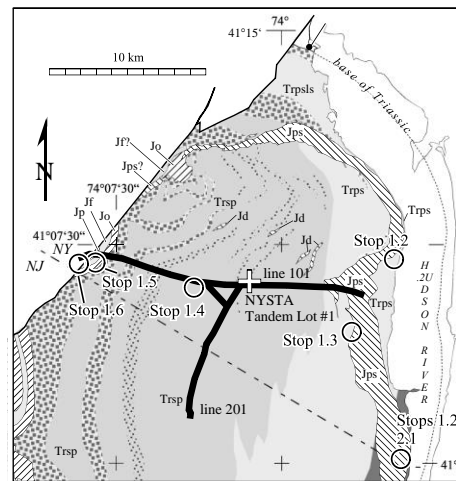 74°
41°15'
10 km
base of Triassic
Trpsls
Jf?
Jo
Jps
Jps?
N
74°07'30"
Trps
Trps
Jf
Jp
Jo
Trsp
Jd
Jd
41°07'30"
NY
NJ
Jd
line 101
Stop 1.2
Stop 1.5
Jps
NYSTA
Tandem Lot #1
Stop 1.6
Stop 1.4
Trps
HUDSON RIVER
Stop 1.3
Jps
Trsp
line 201
Stops 1.2
2.1
Trsp
41°